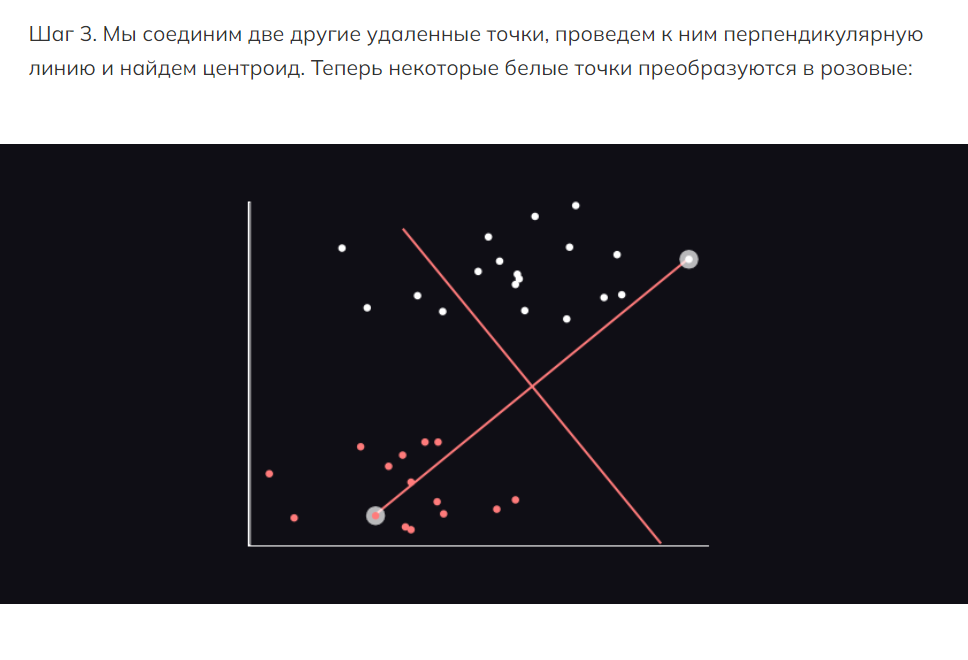 Шаг 3. Мы соединим две другие удаленные точки, проведем к ним перпендикулярную
линию и найдем центроид. Теперь некоторые белые точки преобразуются в розовые: